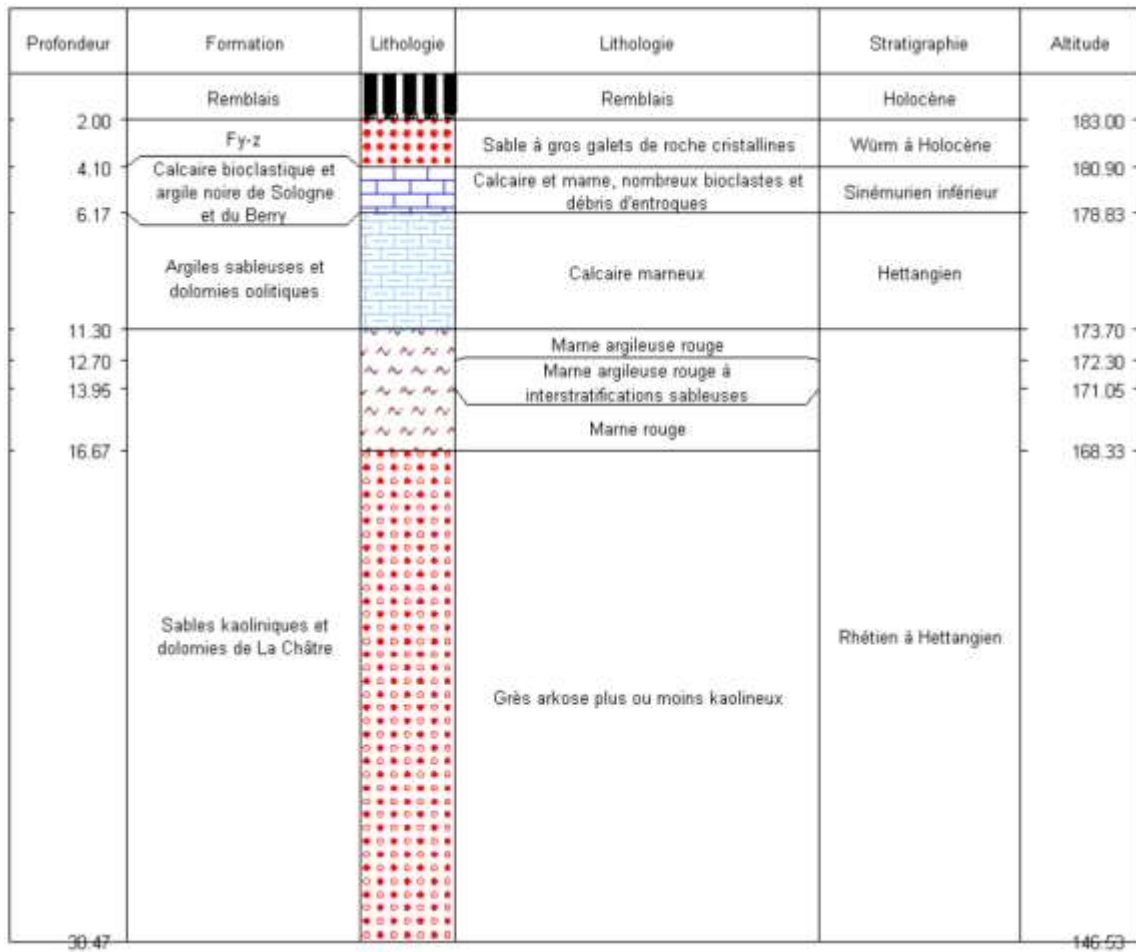 Profondeur
Formation
Lithologie
Lithologie
Stratigraphie
Altitude
Remblais
Remblais
Holocène
2.00
183.00
Fy-z
Sable à gros galets de roche cristallines
Würm à Holocène
4.10
180.90
Calcaire bioclastique et
argile noire de Sologne
et du Berry
Calcaire et marne, nombreux bioclastes et
débris d'entroques
Sinémurien inférieur
6.17
178.83
Argiles sableuses et
dolomies oolitiques
Calcaire marneux
Hettangien
11.30
173.70
Marne argileuse rouge
12.70
172.30
Marne argileuse rouge à
interstratifications sableuses
13.95
171.05
Marne rouge
16.67
168.33
Sables kaoliniques et
dolomies de La Châtre
Grès arkose plus ou moins kaolineux
Rhétien à Hettangien
38.47
146.53